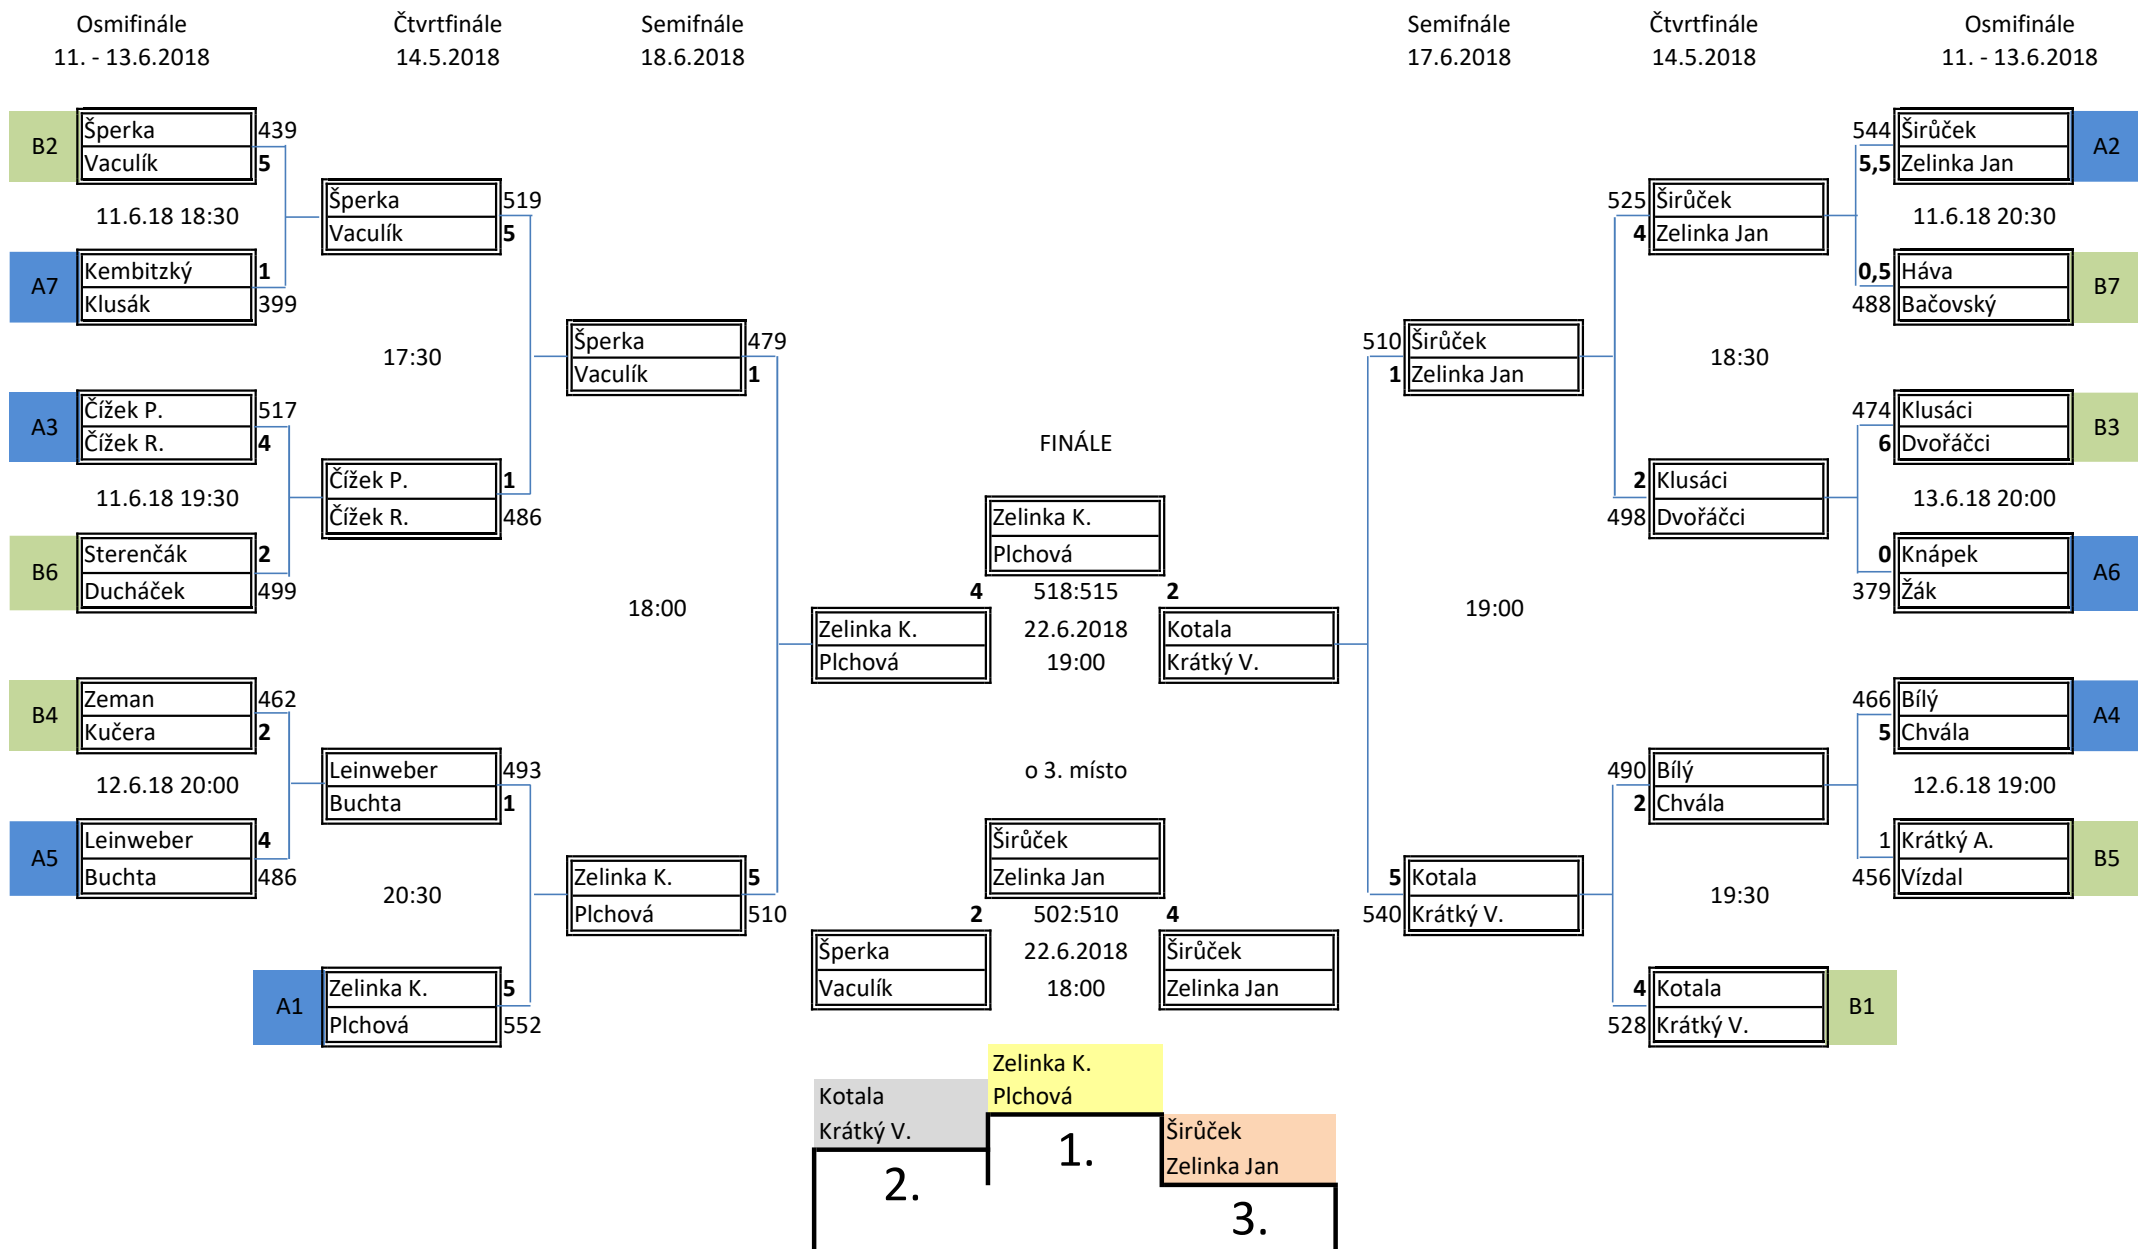 Osmifinále Čtvrtfinále Semifinále Semifnále Čtvrtfinále Osmifinále
11. - 13.6.2018 14.5.2018 18.6.2018 17.6.2018 14.5.2018 11. - 13.6.2018
B2 Šperka 439
Vaculík 5
11.6.18 18:30
A7 Kembitzký 1
Klusák 399
A3 Čížek P. 517
Čížek R. 4
11.6.18 19:30
B6 Sterenčák 2
Ducháček 499
B4 Zeman 462
Kučera 2
12.6.18 20:00
A5 Leinweber 4
Buchta 486
Šperka 519
Vaculík 5
17:30
Čížek P. 1
Čížek R. 486
Leinweber 493
Buchta 1
20:30
A1 Zelinka K. 5
Plchová 552
Šperka 479
Vaculík 1
18:00
Zelinka K. 5
Plchová 510
FINÁLE
Zelinka K.
Plchová
4 518:515 2
Zelinka K. 22.6.2018 Kotala
Plchová 19:00 Krátký V.
o 3. místo
Širůček
Zelinka Jan
2 502:510 4
Šperka 22.6.2018 Širůček
Vaculík 18:00 Zelinka Jan
510 Širůček
1 Zelinka Jan
19:00
5 Kotala
540 Krátký V.
525 Širůček
4 Zelinka Jan
18:30
2 Klusáci
498 Dvořáčci
490 Bílý
2 Chvála
19:30
4 Kotala B1
528 Krátký V.
544 Širůček A2
5,5 Zelinka Jan
11.6.18 20:30
0,5 Háva B7
488 Bačovský
474 Klusáci B3
6 Dvořáčci
13.6.18 20:00
0 Knápek A6
379 Žák
466 Bílý A4
5 Chvála
12.6.18 19:00
1 Krátký A. B5
456 Vízdal
Zelinka K.
Plchová
1.
Kotala
Krátký V.
2.
Širůček
Zelinka Jan
3.